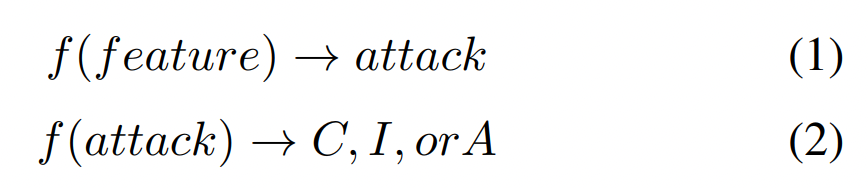 f(feature) → attack (1)
f(attack) → C, I, or A (2)